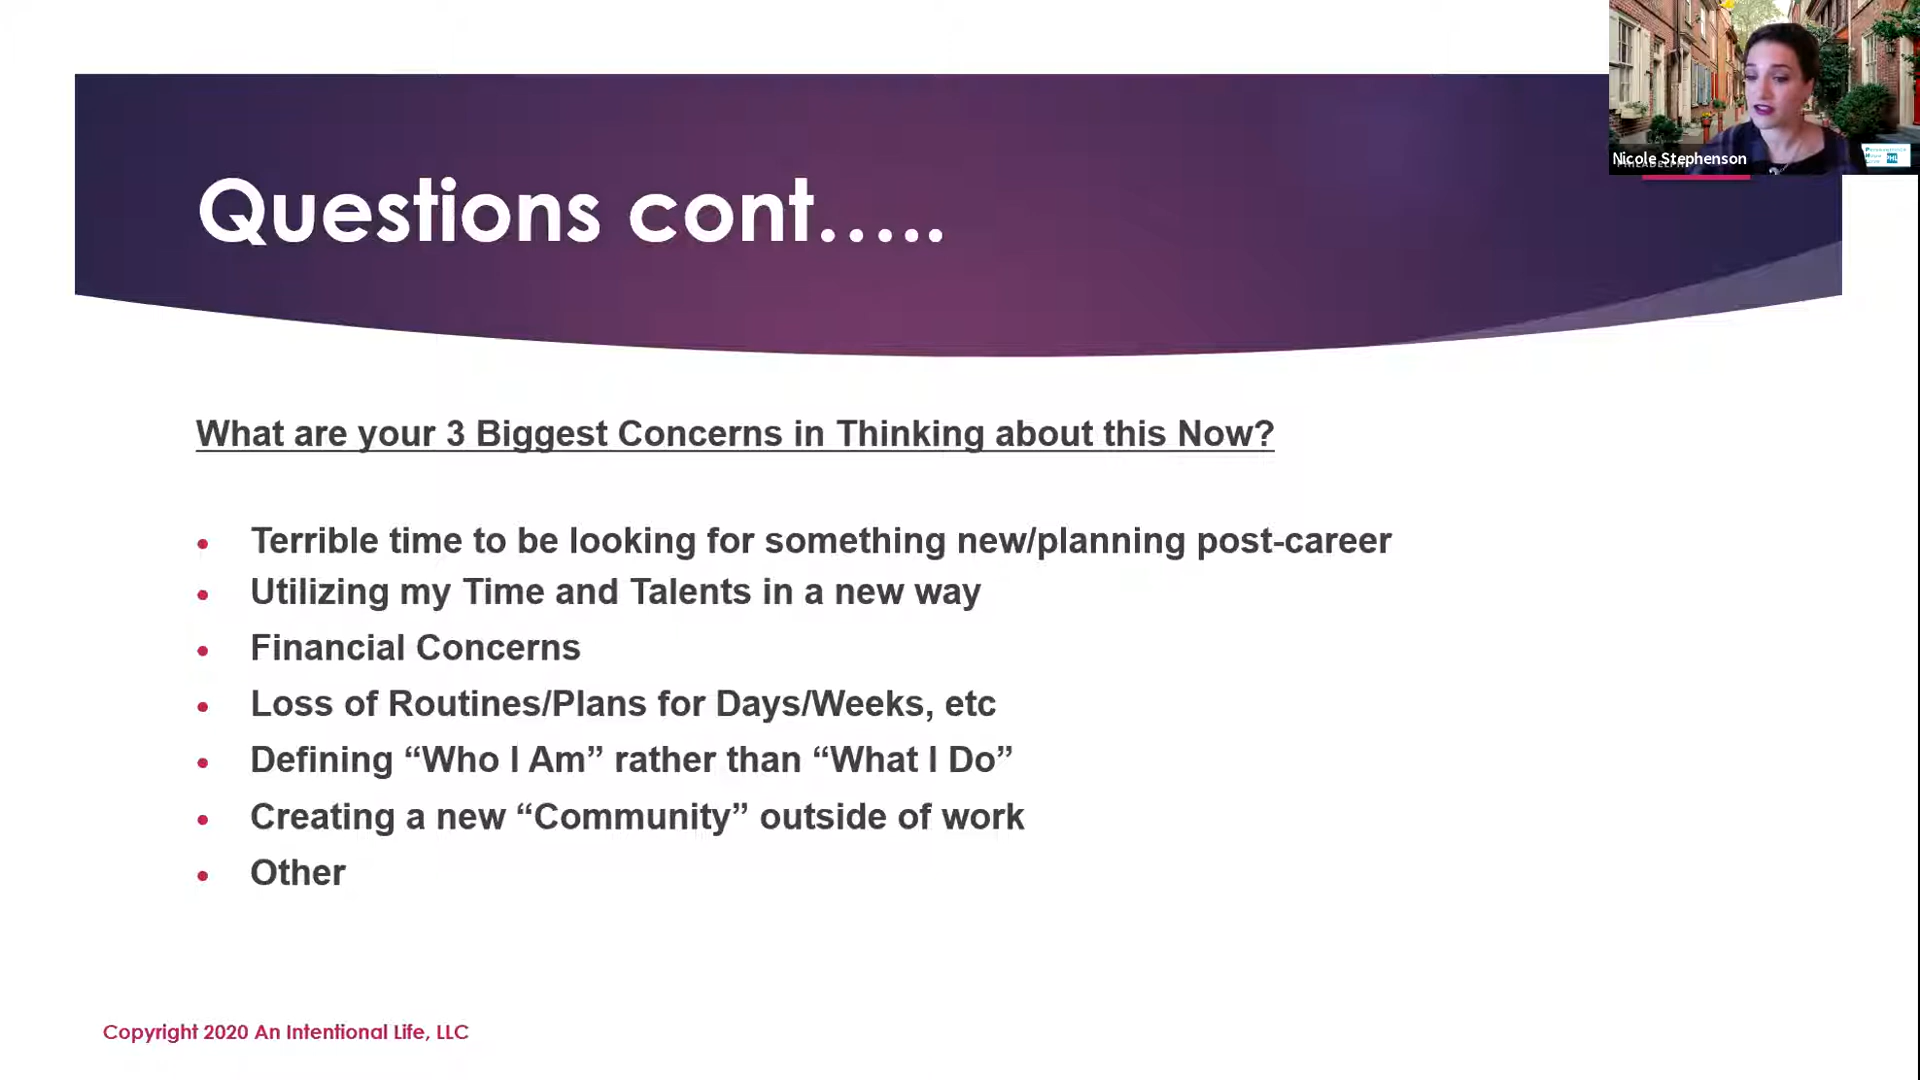 Nicole Stephenson
Questions cont…..
What are your 3 Biggest Concerns in Thinking about this Now?
• Terrible time to be looking for something new/planning post-career
• Utilizing my Time and Talents in a new way
• Financial Concerns
• Loss of Routines/Plans for Days/Weeks, etc
• Defining “Who I Am” rather than “What I Do”
• Creating a new “Community” outside of work
• Other
Copyright 2020 An Intentional Life, LLC